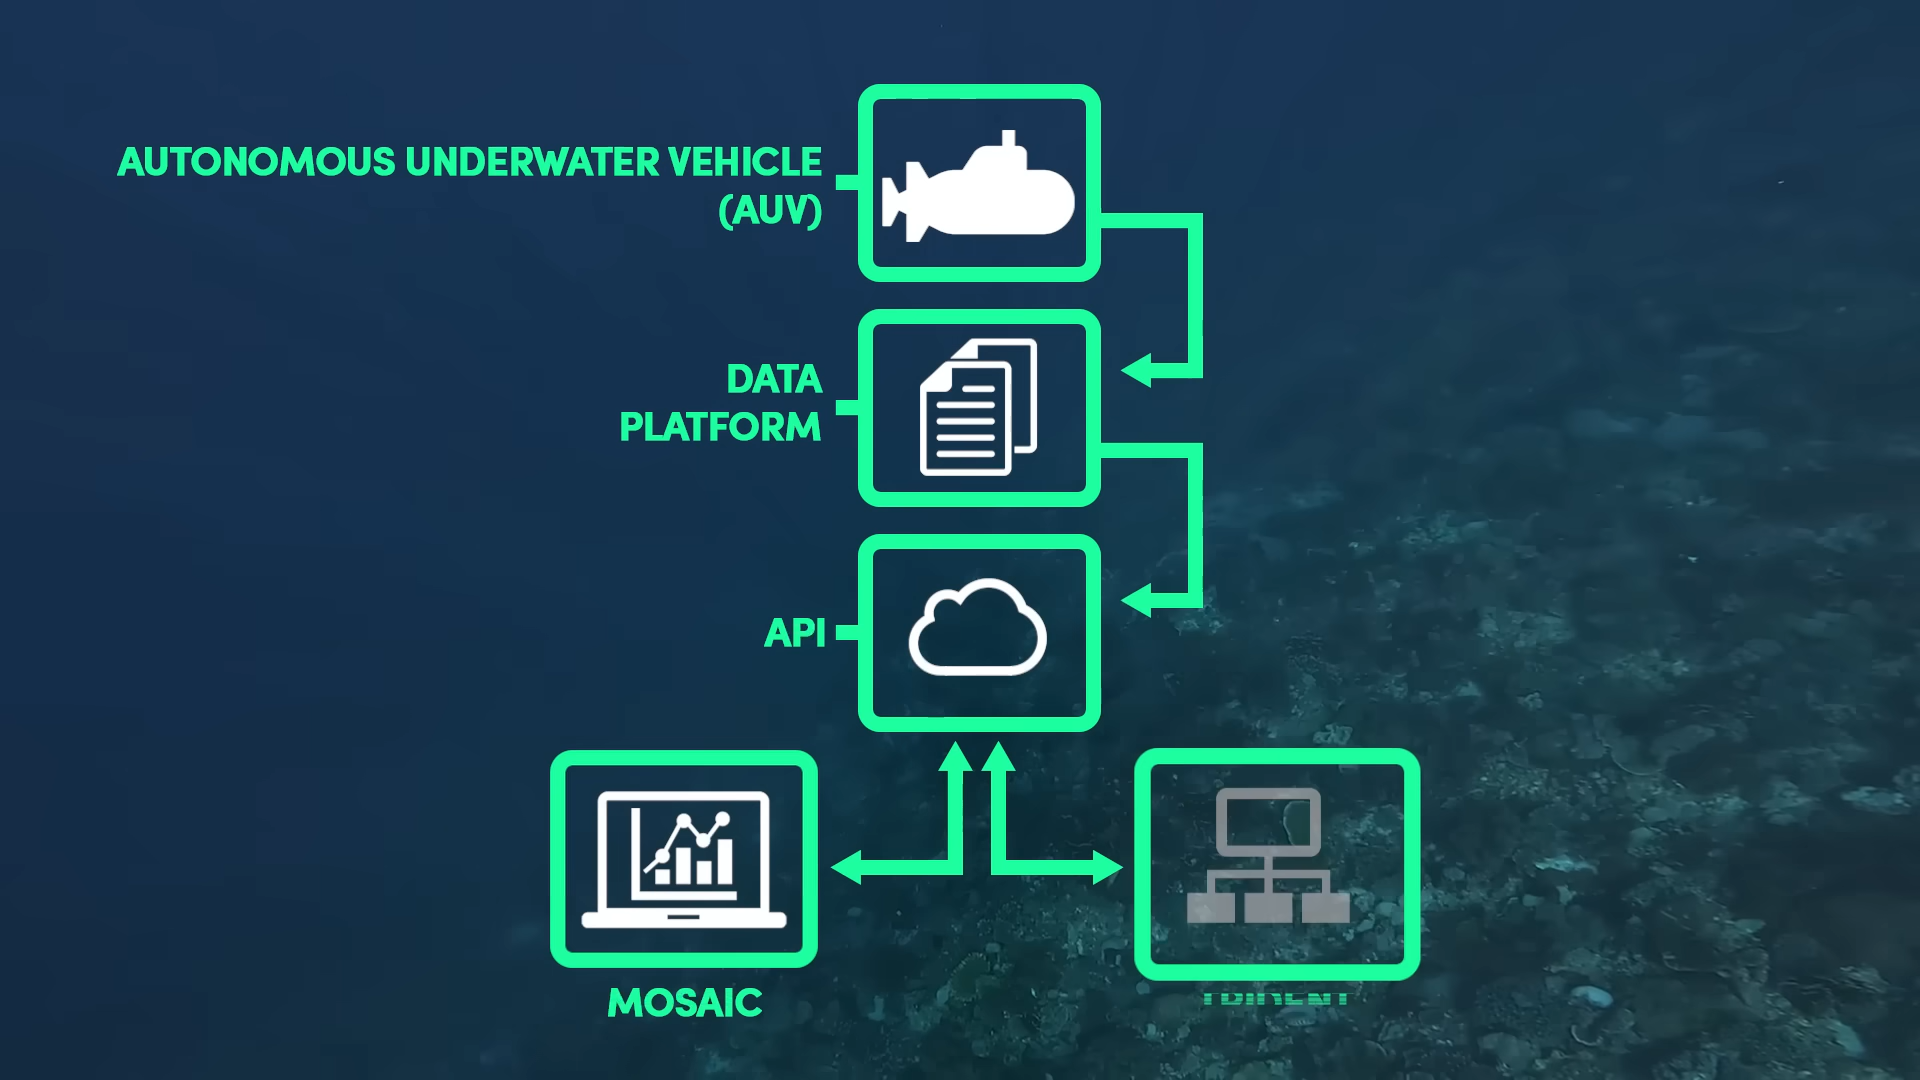 AUTONOMOUS UNDERWATER VEHICLE
(AUV)
DATA
PLATFORM
API
MOSAIC